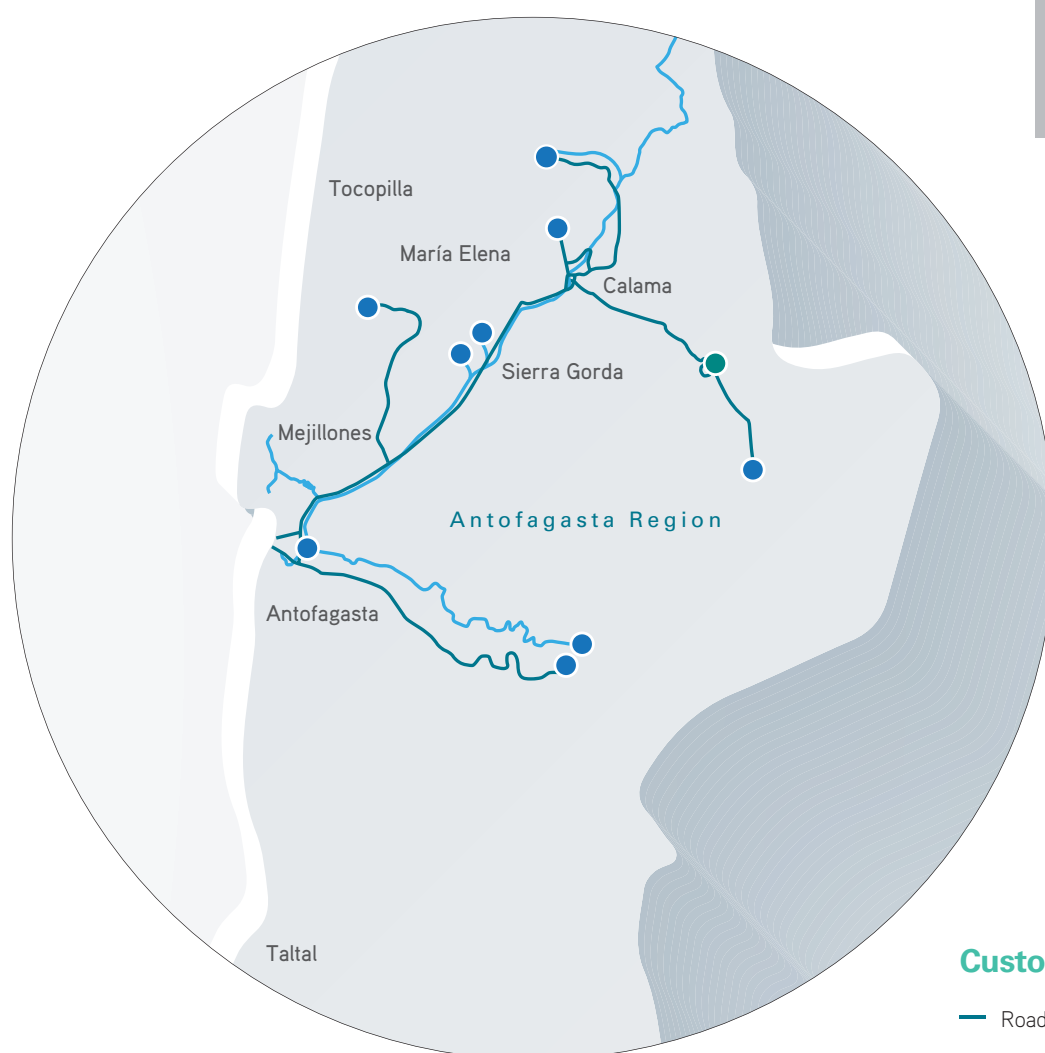 Tocopilla
María Elena
Calama
Sierra Gorda
Mejillones
Antofagasta Region
Antofagasta
Taltal
Custo
Road